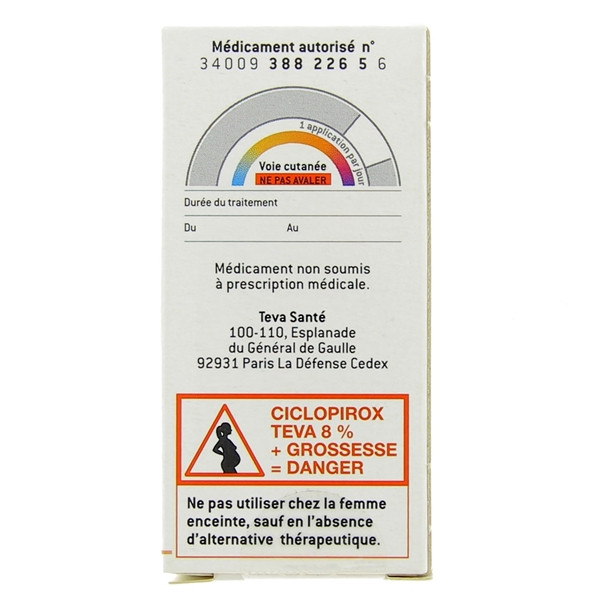 Médicament autorisé n°
34009 388 226 5 6
1 application par jour
Voie cutanée
NE PAS AVALER
Durée du traitement
Du Au
Médicament non soumis
à prescription médicale.
Teva Santé
100-110, Esplanade
du Général de Gaulle
92931 Paris La Défense Cedex
CICLOPIROX
TEVA 8 %
+ GROSSESSE
= DANGER
Ne pas utiliser chez la femme
enceinte, sauf en l'absence
d'alternative thérapeutique.